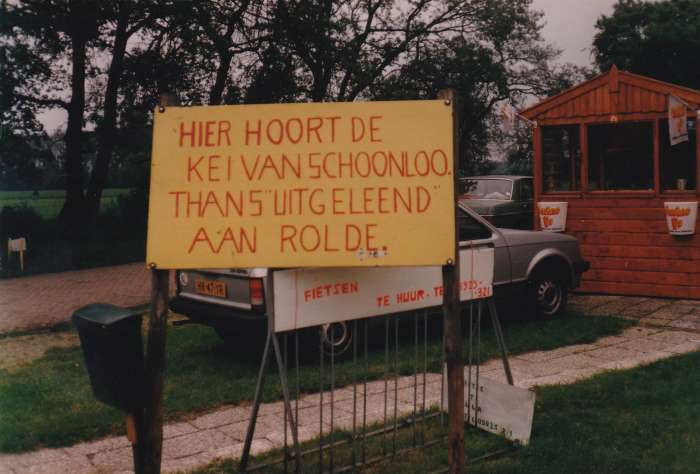 HIER HOORT DE
KEI VAN SCHOONLOO.
THANS "UITGELEEND"
AAN ROLDE.
FIETSEN
TE HUUR.